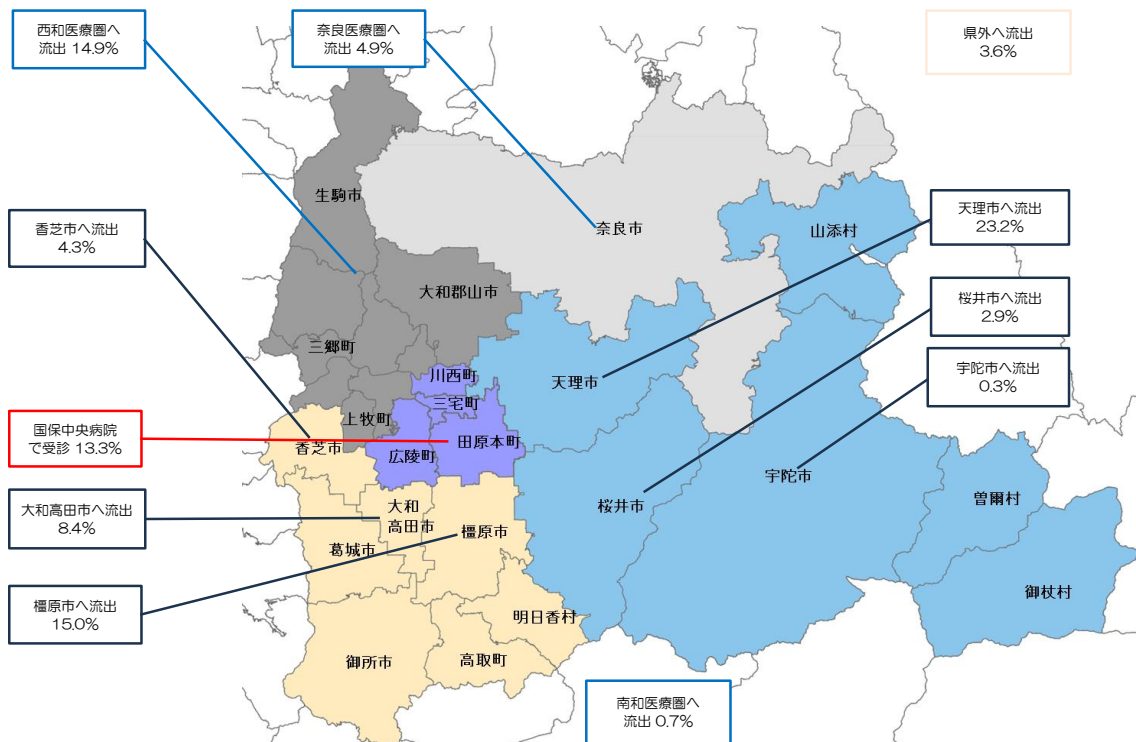 西和医療圏へ
流出 14.9%
奈良医療圏へ
流出 4.9%
県外へ流出
3.6%
生駒市
香芝市へ流出
4.3%
奈良市
山添村
天理市へ流出
23.2%
大和郡山市
桜井市へ流出
2.9%
三郷町
川西町
天理市
宇陀市へ流出
0.3%
三宅町
上牧町
国保中央病院
で受診 13.3%
香芝市
広陵町
田原本町
宇陀市
曽爾村
大和高田市へ流出
8.4%
大和
高田市
橿原市
桜井市
葛城市
御杖村
橿原市へ流出
15.0%
明日香村
御所市
高取町
南和医療圏へ
流出 0.7%